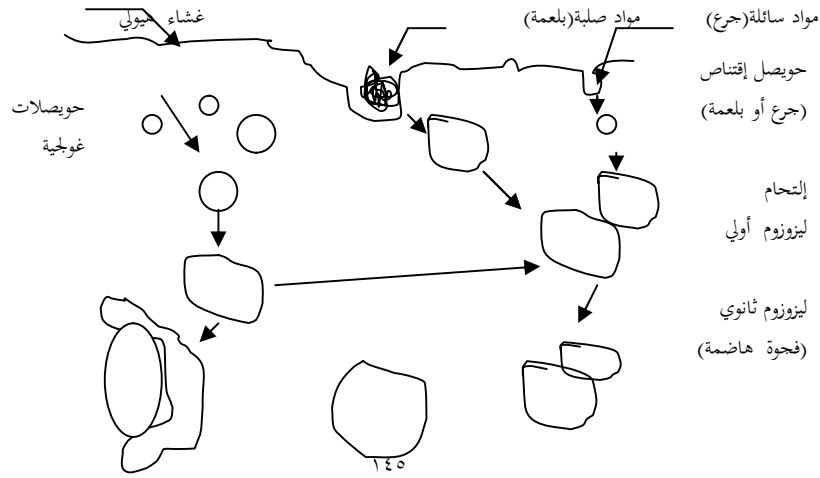 مواد سائلة(جرع)
مواد صلبة(بلعمة)
غشاء هيولي
حويصل إقتناص
(جرع أو بلعمة)
حويصلات
غولجية
إلتحام
ليزوزوم أولي
ليزوزوم ثانوي
(فجوة هاضمة)
١٤٥